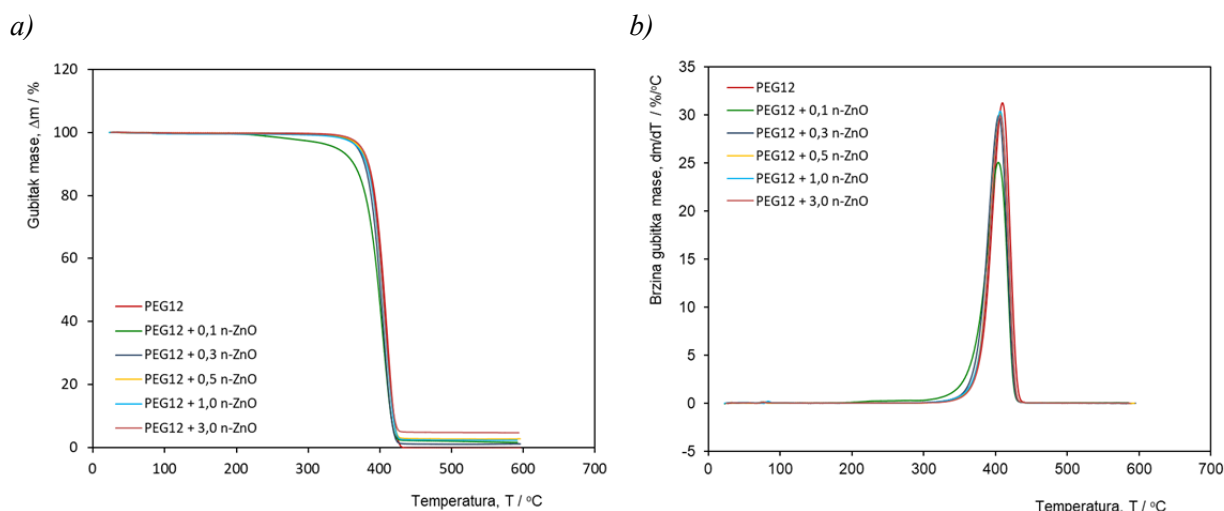 a)
Gubitak mase, Δm / %
120
100
80
60
40
20
0
PEG12
PEG12 + 0,1 n-ZnO
PEG12 + 0,3 n-ZnO
PEG12 + 0,5 n-ZnO
PEG12 + 1,0 n-ZnO
PEG12 + 3,0 n-ZnO
0 100 200 300 400 500 600 700
Temperatura, T / °C
b)
Brzina gubitka mase, dm/dT / %/°C
35
30
25
20
15
10
5
0
-5
PEG12
PEG12 + 0,1 n-ZnO
PEG12 + 0,3 n-ZnO
PEG12 + 0,5 n-ZnO
PEG12 + 1,0 n-ZnO
PEG12 + 3,0 n-ZnO
0 100 200 300 400 500 600 700
Temperatura, T / °C